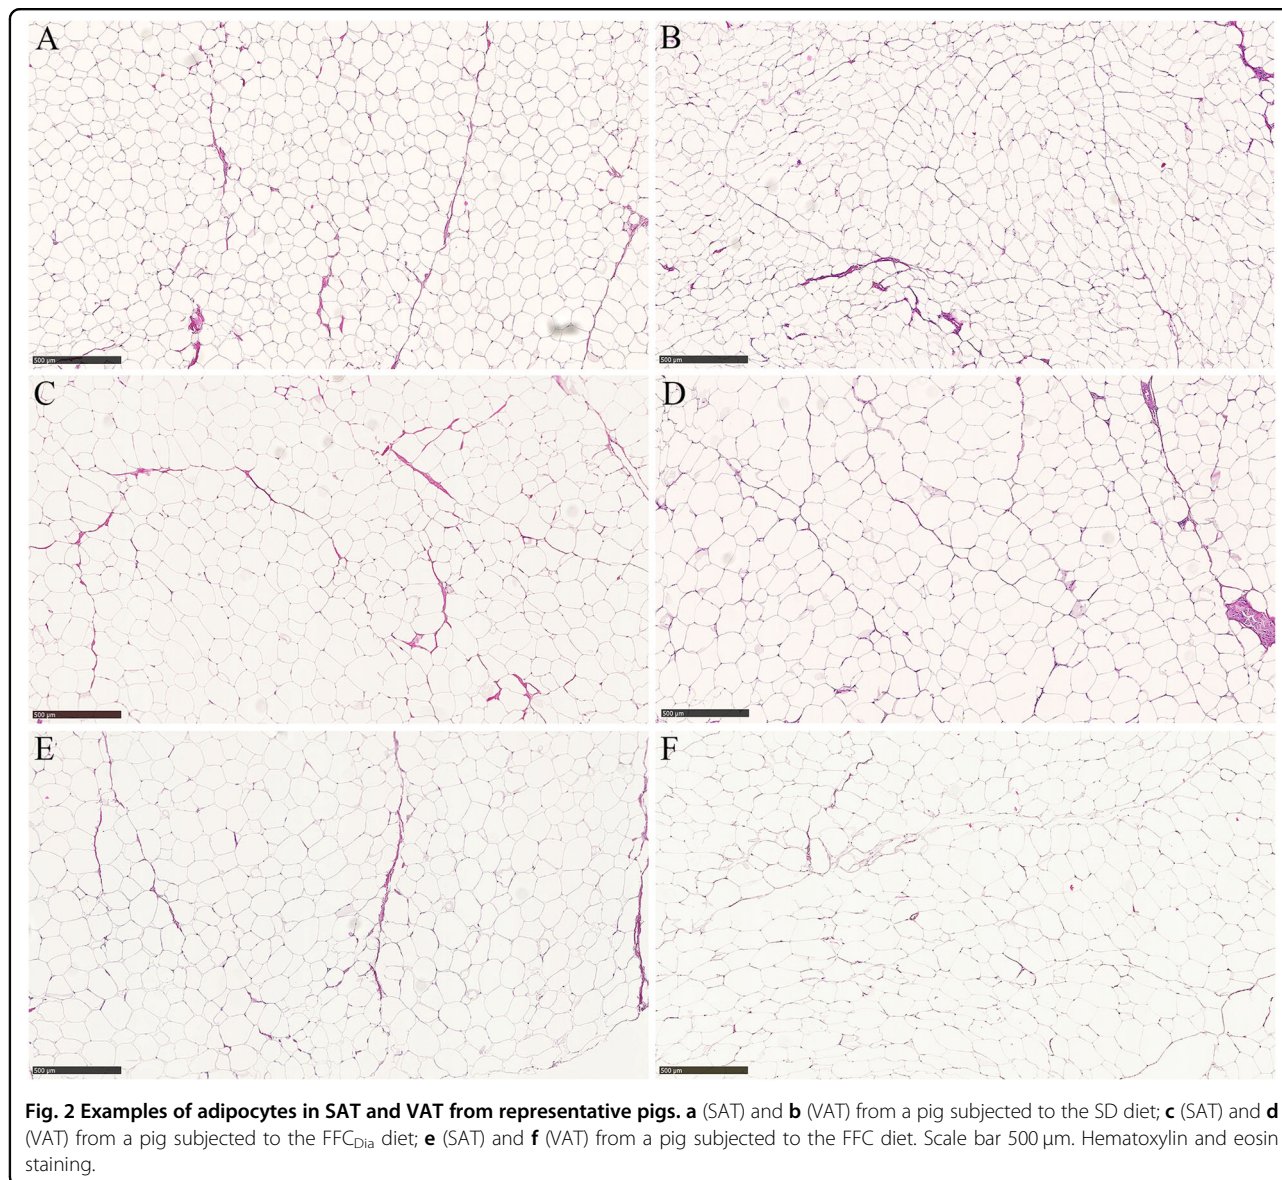 A
B
500 µm
500 µm
C
D
500 µm
500 µm
E
F
500 µm
500 µm
Fig. 2 Examples of adipocytes in SAT and VAT from representative pigs. a (SAT) and b (VAT) from a pig subjected to the SD diet; c (SAT) and d
(VAT) from a pig subjected to the FFCDia diet; e (SAT) and f (VAT) from a pig subjected to the FFC diet. Scale bar 500 µm. Hematoxylin and eosin
staining.